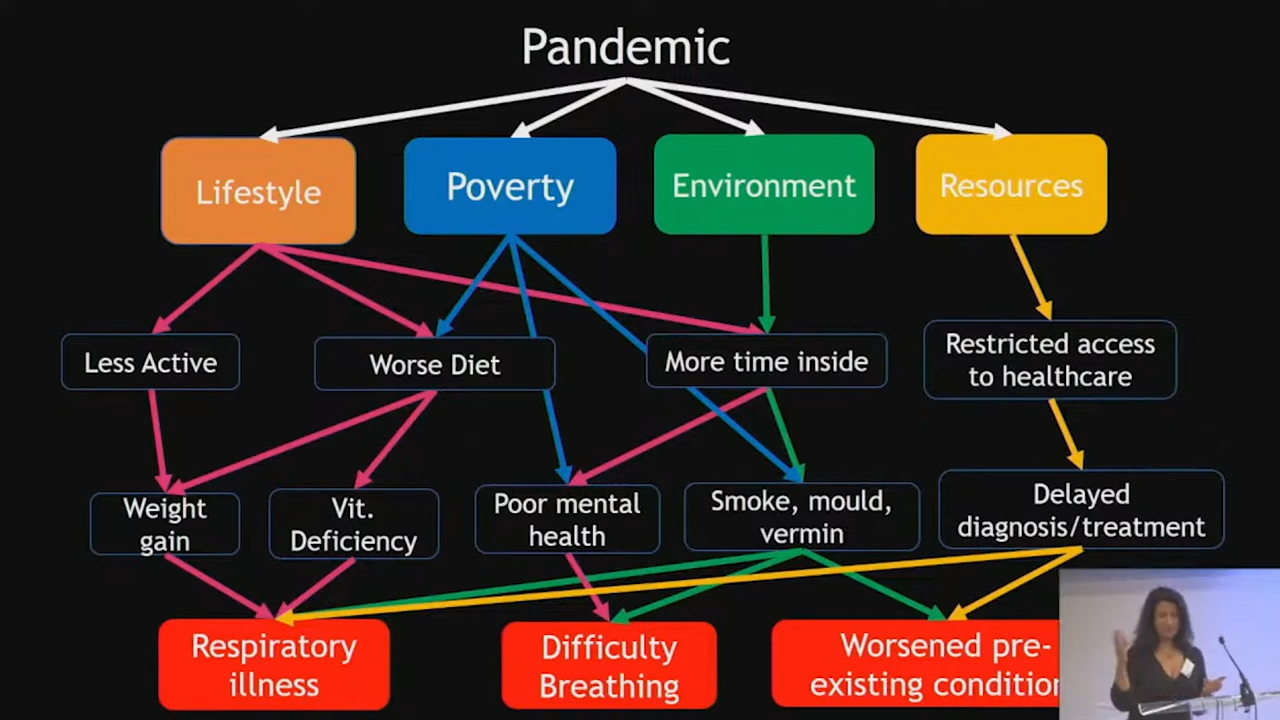 Pandemic
Lifestyle
Poverty
Environment
Resources
Less Active
Worse Diet
More time inside
Restricted access
to healthcare
Weight
gain
Vit.
Deficiency
Poor mental
health
Smoke, mould,
vermin
Delayed
diagnosis/treatment
Respiratory
illness
Difficulty
Breathing
Worsened pre-
existing condition